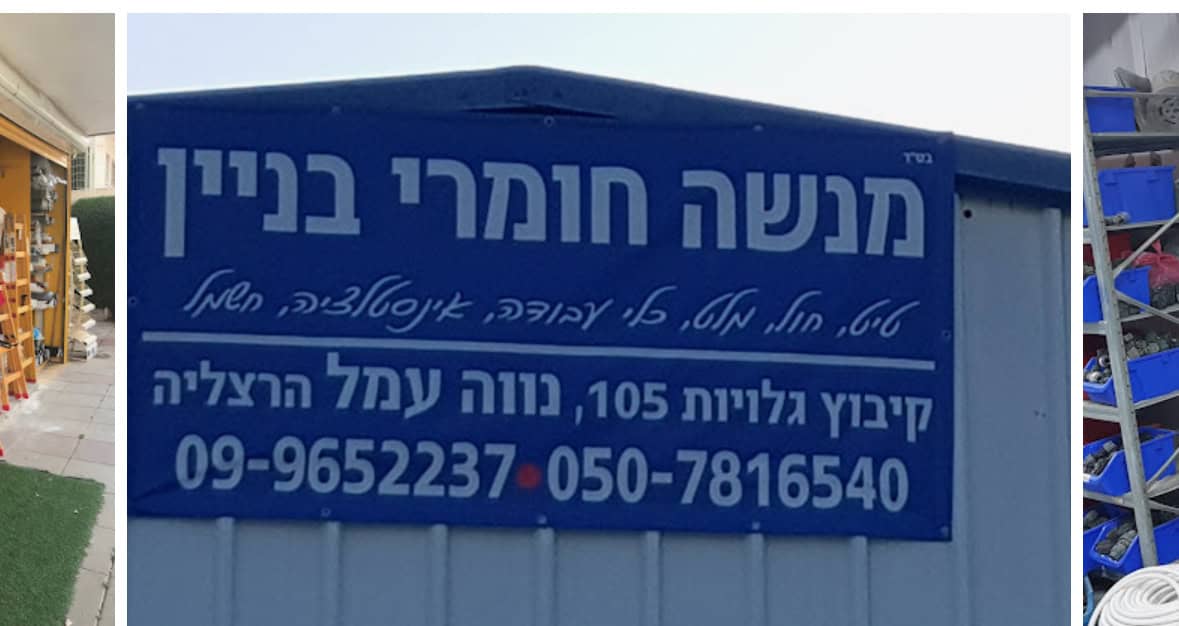 בס"ד
מנשה חומרי בניין
טיט, חול, מלט, כלי עבודה, אינסטלציה, חשמל
קיבוץ גלויות 105, נווה עמל הרצליה
09-9652237 • 050-7816540